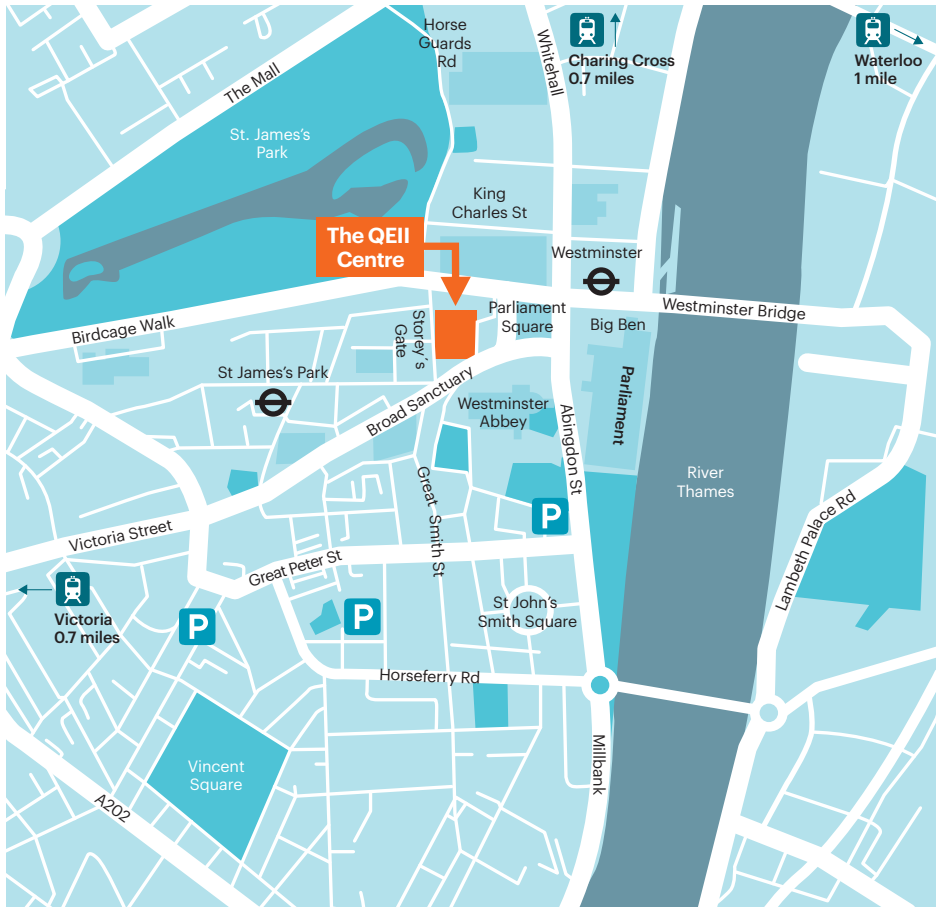 Horse
Guards
Rd
Whitehall
Charing Cross
0.7 miles
Waterloo
1 mile
The Mall
St. James's
Park
King
Charles St
The QEII
Centre
Westminster
Westminster Bridge
Parliament
Square
Big Ben
Birdcage Walk
Storey's
Gate
St James's Park
Broad Sanctuary
Westminster
Abbey
Parliament
Abingdon St
River
Thames
Great Smith St
P
Victoria Street
Lambeth Palace Rd
Great Peter St
Victoria
0.7 miles
P
P
St John's
Smith Square
Horseferry Rd
Millbank
Vincent
Square
A202